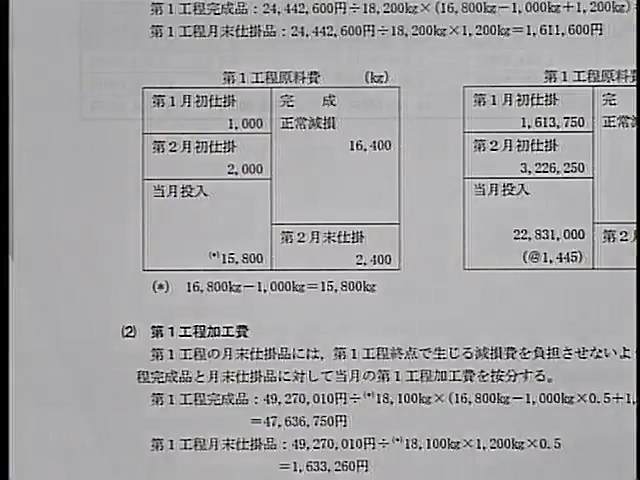 第1工程完成品：24,442,600円÷18,200kg×(16,800kg－1,000kg＋1,200kg)＝
第1工程月末仕掛品：24,442,600円÷18,200kg×1,200kg＝1,611,600円
第1工程原料費　(kg)
第1月初仕掛
1,000
第2月初仕掛
2,000
当月投入
(*)15,800
完　成
正常減損
16,400
第2月末仕掛
2,400
第1工程原料
第1月初仕掛
1,613,750
第2月初仕掛
3,226,250
当月投入
22,831,000
(@1,445)
完
正常減
第2
(*)　16,800kg－1,000kg＝15,800kg
(2)　第1工程加工費
第1工程の月末仕掛品には，第1工程終点で生じる減損費を負担させないよ
程完成品と月末仕掛品に対して当月の第1工程加工費を按分する。
第1工程完成品：49,270,010円÷(*)18,100kg×(16,800kg－1,000kg×0.5＋1,
＝47,636,750円
第1工程月末仕掛品：49,270,010円÷(*)18,100kg×1,200kg×0.5
＝1,633,260円